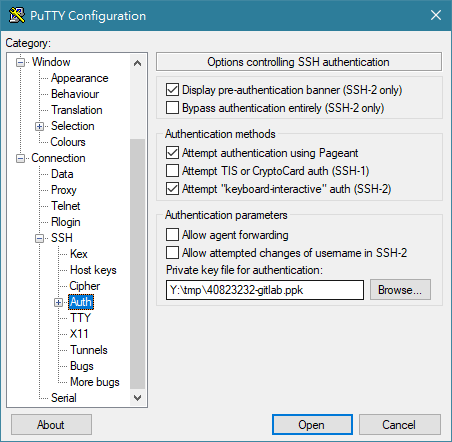 PuTTY Configuration
Category:
Window
Appearance
Behaviour
Translation
Selection
Colours
Connection
Data
Proxy
Telnet
Rlogin
SSH
Kex
Host keys
Cipher
Auth
TTY
X11
Tunnels
Bugs
More bugs
Serial
Options controlling SSH authentication
Display pre-authentication banner (SSH-2 only)
Bypass authentication entirely (SSH-2 only)
Authentication methods
Attempt authentication using Pageant
Attempt TIS or CryptoCard auth (SSH-1)
Attempt "keyboard-interactive" auth (SSH-2)
Authentication parameters
Allow agent forwarding
Allow attempted changes of username in SSH-2
Private key file for authentication:
Y:\tmp\40823232-gitlab.ppk
Browse...
About
Open
Cancel